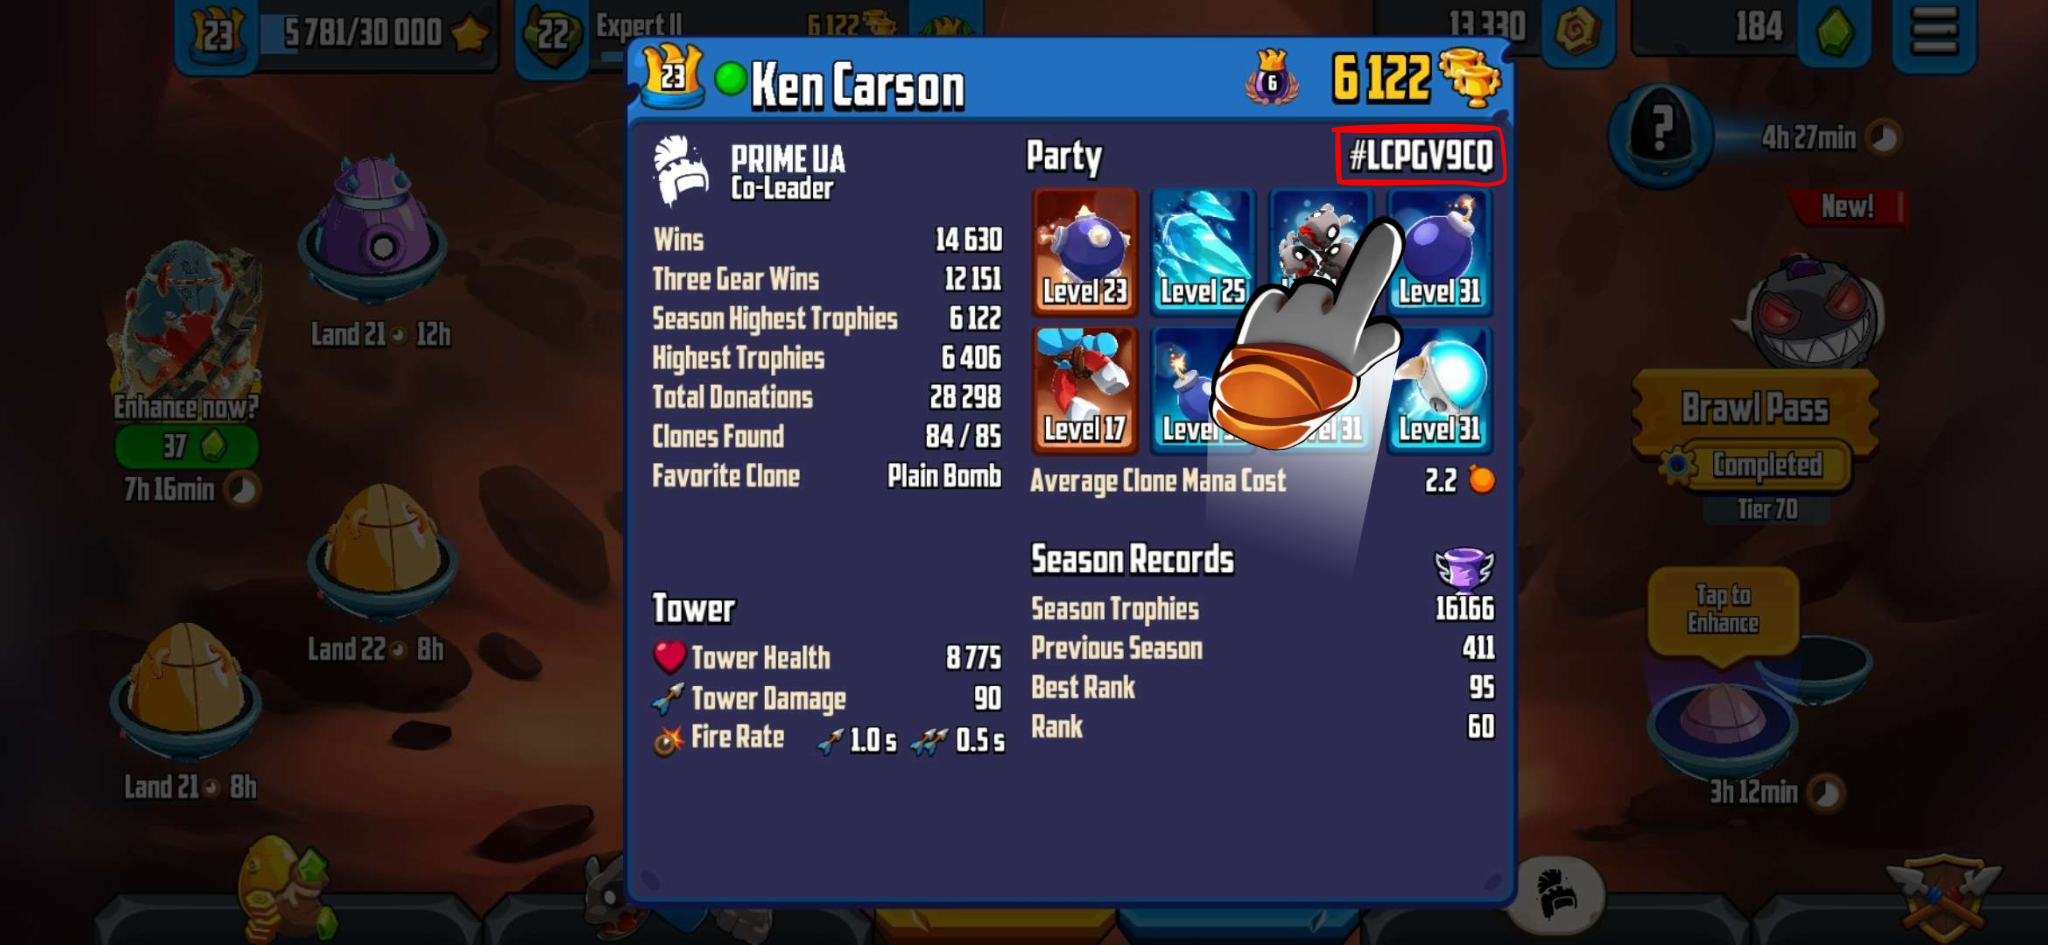 23
5 781/30 000
22
Expert II
6 122
13 330
184
23
Ken Carson
6
6 122
PRIME UA
Co-Leader
Wins 14 630
Three Gear Wins 12 151
Season Highest Trophies 6 122
Highest Trophies 6 406
Total Donations 28 298
Clones Found 84 / 85
Favorite Clone Plain Bomb
Tower
Tower Health 8 775
Tower Damage 90
Fire Rate 1.0 s 0.5 s
Party #LCPGV9CQ
Level 23 Level 25 Level 31
Level 17 Level 31
Average Clone Mana Cost 2.2
Season Records
Season Trophies 16166
Previous Season 411
Best Rank 95
Rank 60
Land 21 12h
Enhance now?
37
7h 16min
Land 22 8h
Land 21 8h
?
4h 27min
New!
Brawl Pass
Completed
Tier 70
Tap to
Enhance
3h 12min